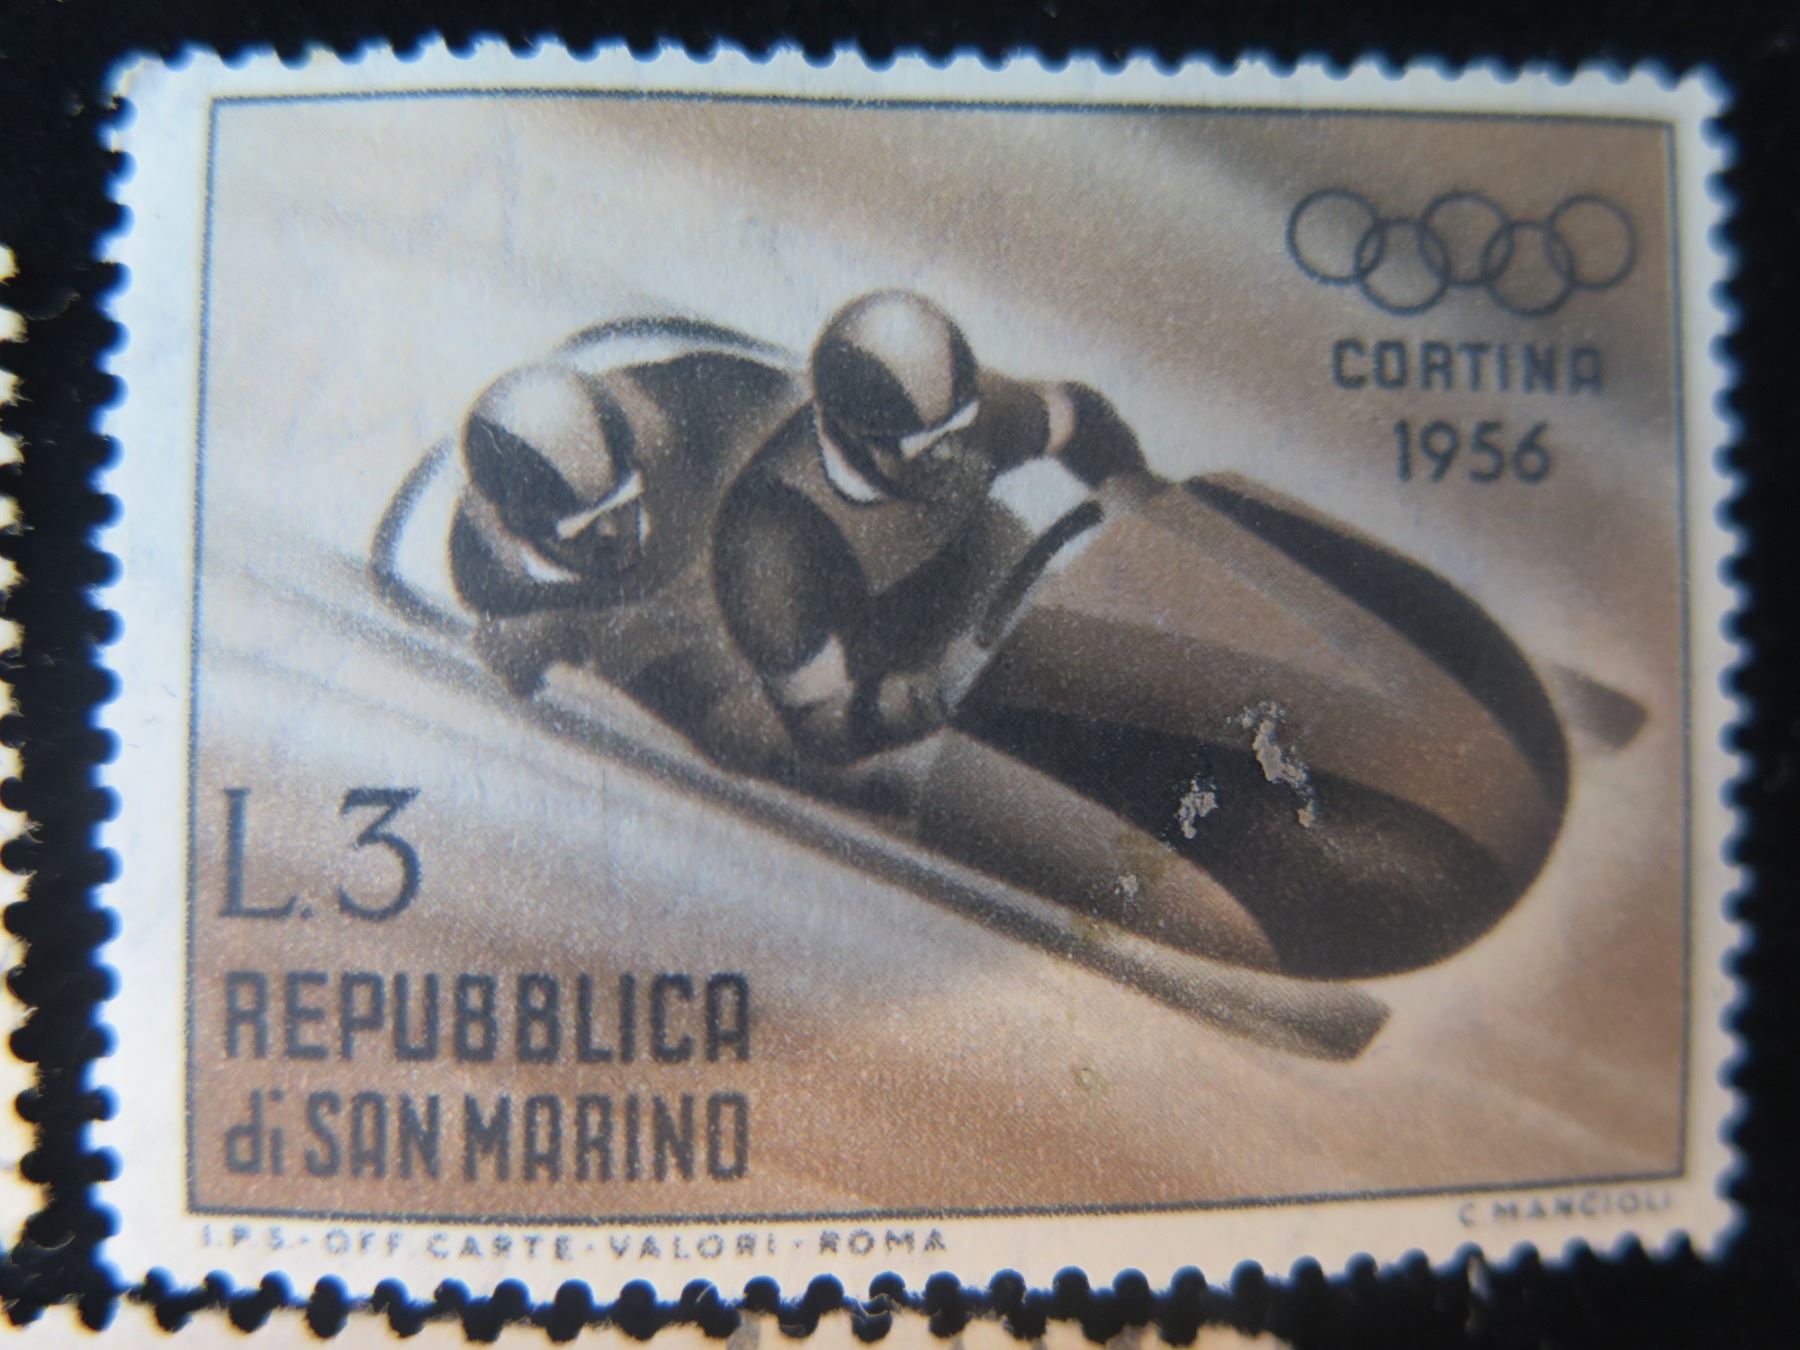 CORTINA
1956
L.3
REPUBBLICA
di SAN MARINO
I.P.S.-OFF. CARTE-VALORI-ROMA
C. MANCIOLI